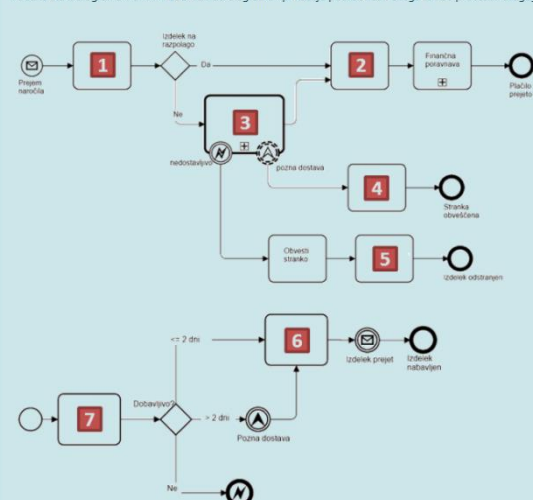 Izdelek na
razpolago
Da
1
2
Finančna
poravnava
Prejem
naročila
Plačilo
prejeto
Ne
3
nedostavljivo
pozna dostava
4
Stranka
obveščena
Obvesti
stranko
5
Izdelek odstranjen
<= 2 dni
6
Izdelek prejet
Izdelek
nabavljen
Dobavljivo?
7
> 2 dni
Pozna dostava
Ne